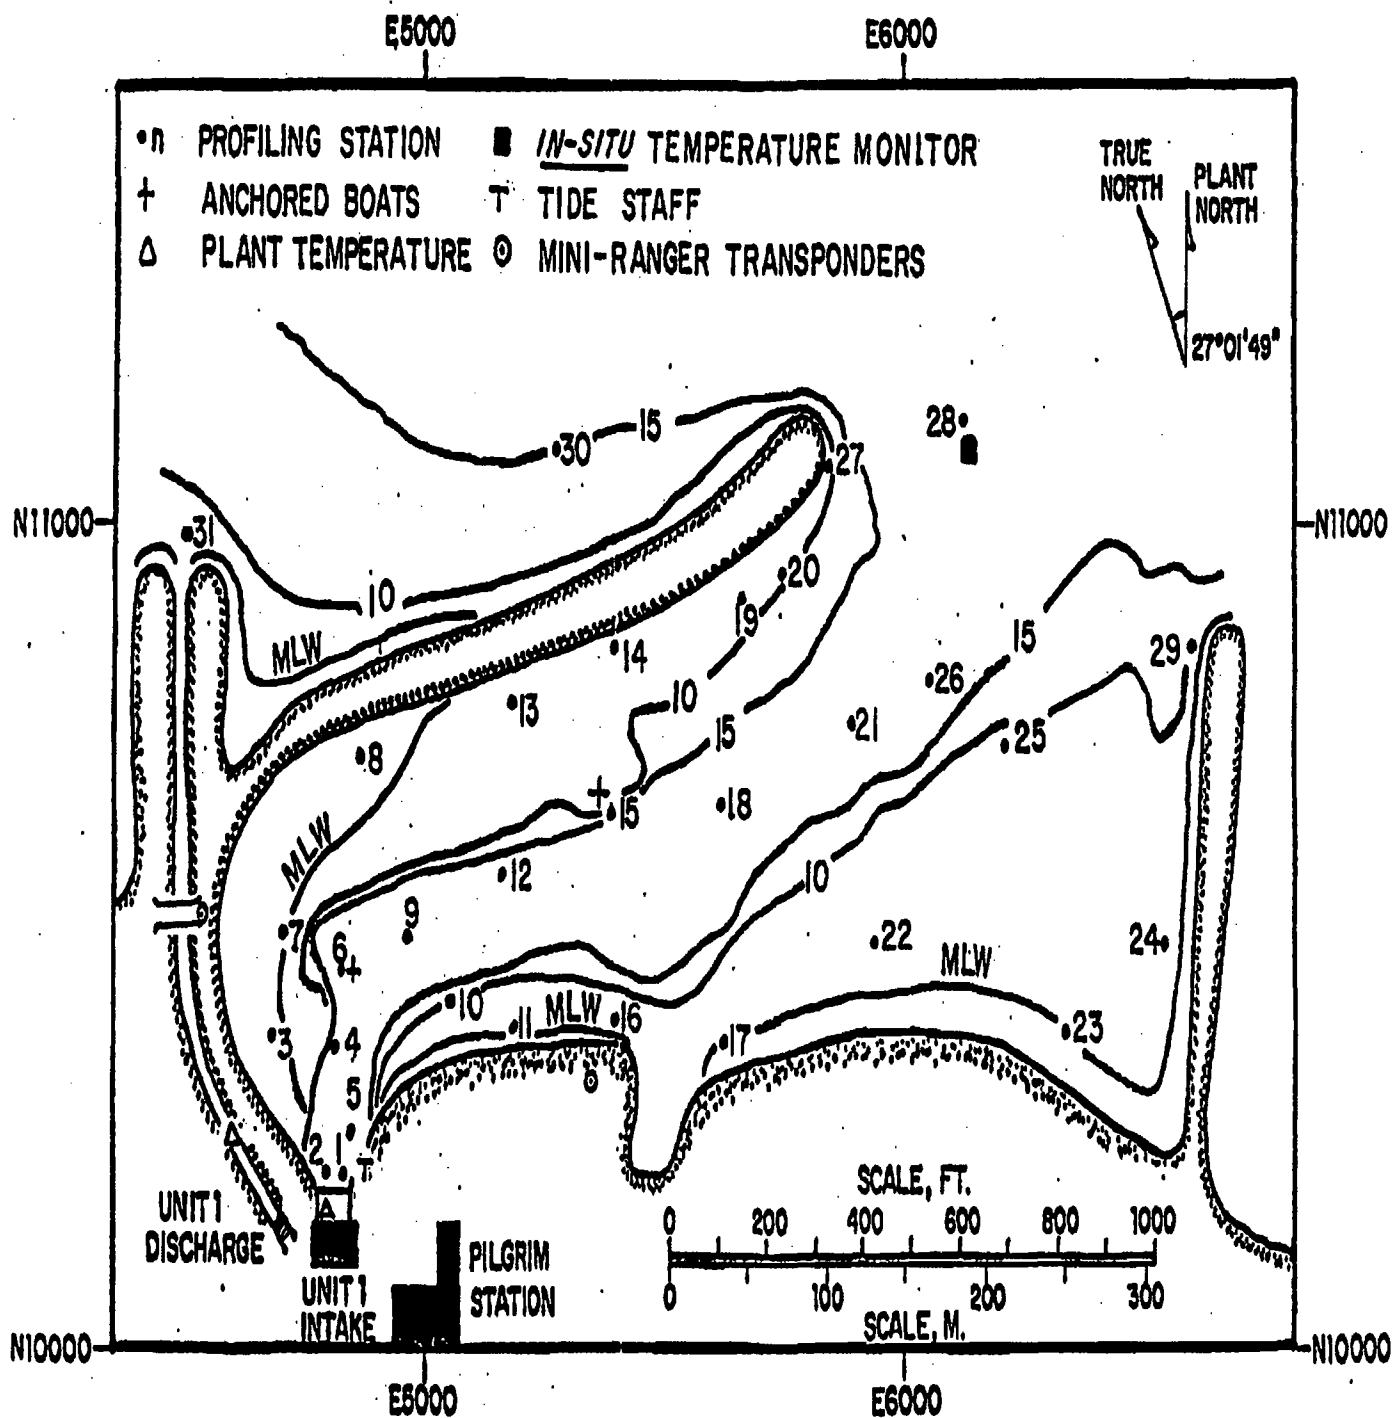 E5000 E6000
•n PROFILING STATION ■ IN-SITU TEMPERATURE MONITOR
+ ANCHORED BOATS T TIDE STAFF
△ PLANT TEMPERATURE ⊙ MINI-RANGER TRANSPONDERS
TRUE NORTH
PLANT NORTH
27°01'49"
28
15
30
27
N11000 N11000
31
20
10
19
15
MLW
14
29
26
10
13
21
15
25
8
18
15
MLW
12
10
9
7
6
22
24
MLW
10
MLW
16
11
23
3
4
17
5
2 1
T
SCALE, FT.
0 200 400 600 800 1000
UNIT 1
DISCHARGE
PILGRIM
STATION
UNIT 1
INTAKE
0 100 200 300
SCALE, M.
N10000 N10000
E5000 E6000